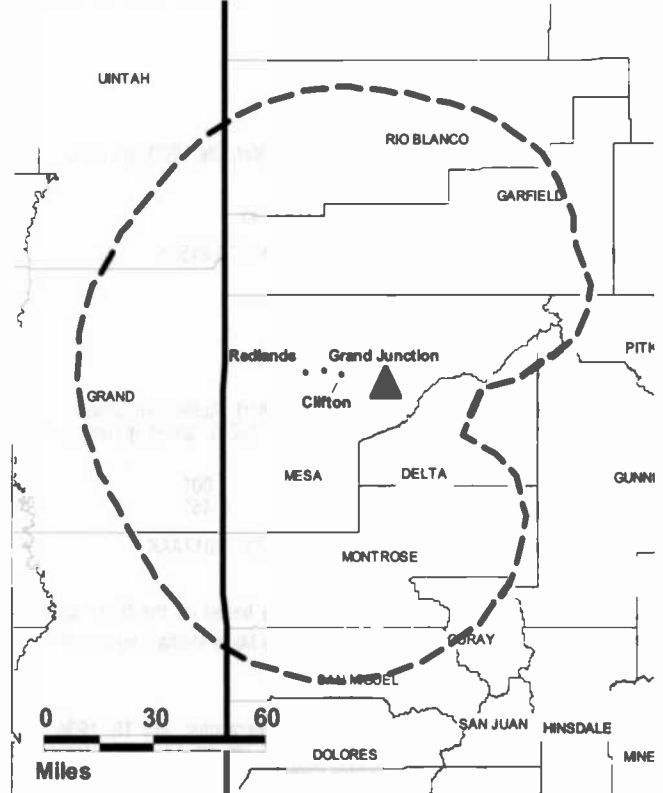 UINTAH
RIO BLANCO
GARFIELD
PITK
Redlands
Grand Junction
Clifton
GRAND
MESA
DELTA
GUNNI
MONTROSE
OURAY
SAN MIGUEL
0 30 60
Miles
SAN JUAN
HINSDALE
DOLORES
MINE
N